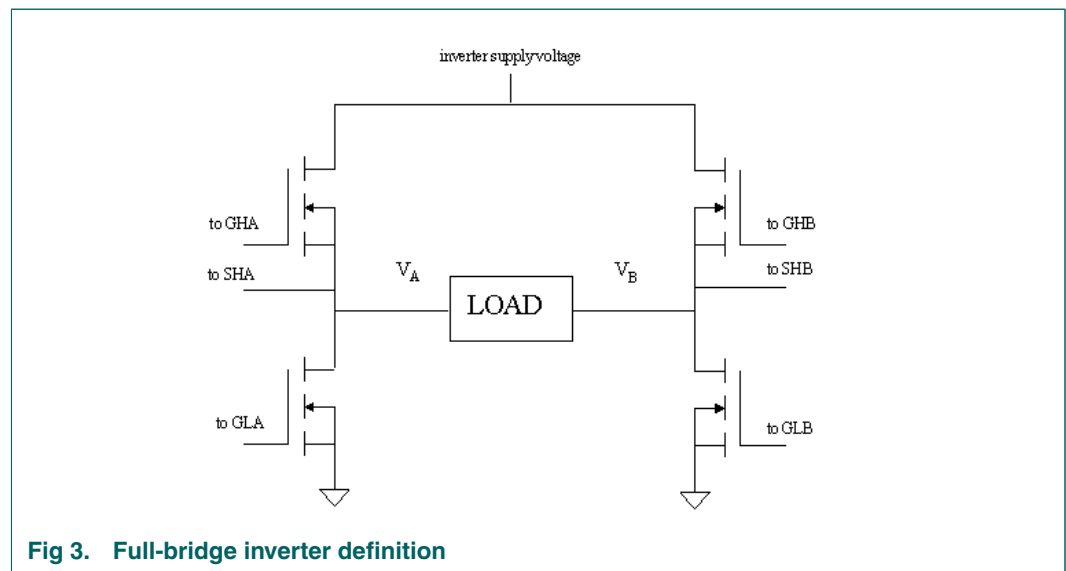 inverter supply voltage
to GHA
to GHB
to SHA
V_A
V_B
to SHB
LOAD
to GLA
to GLB
Fig 3. Full-bridge inverter definition